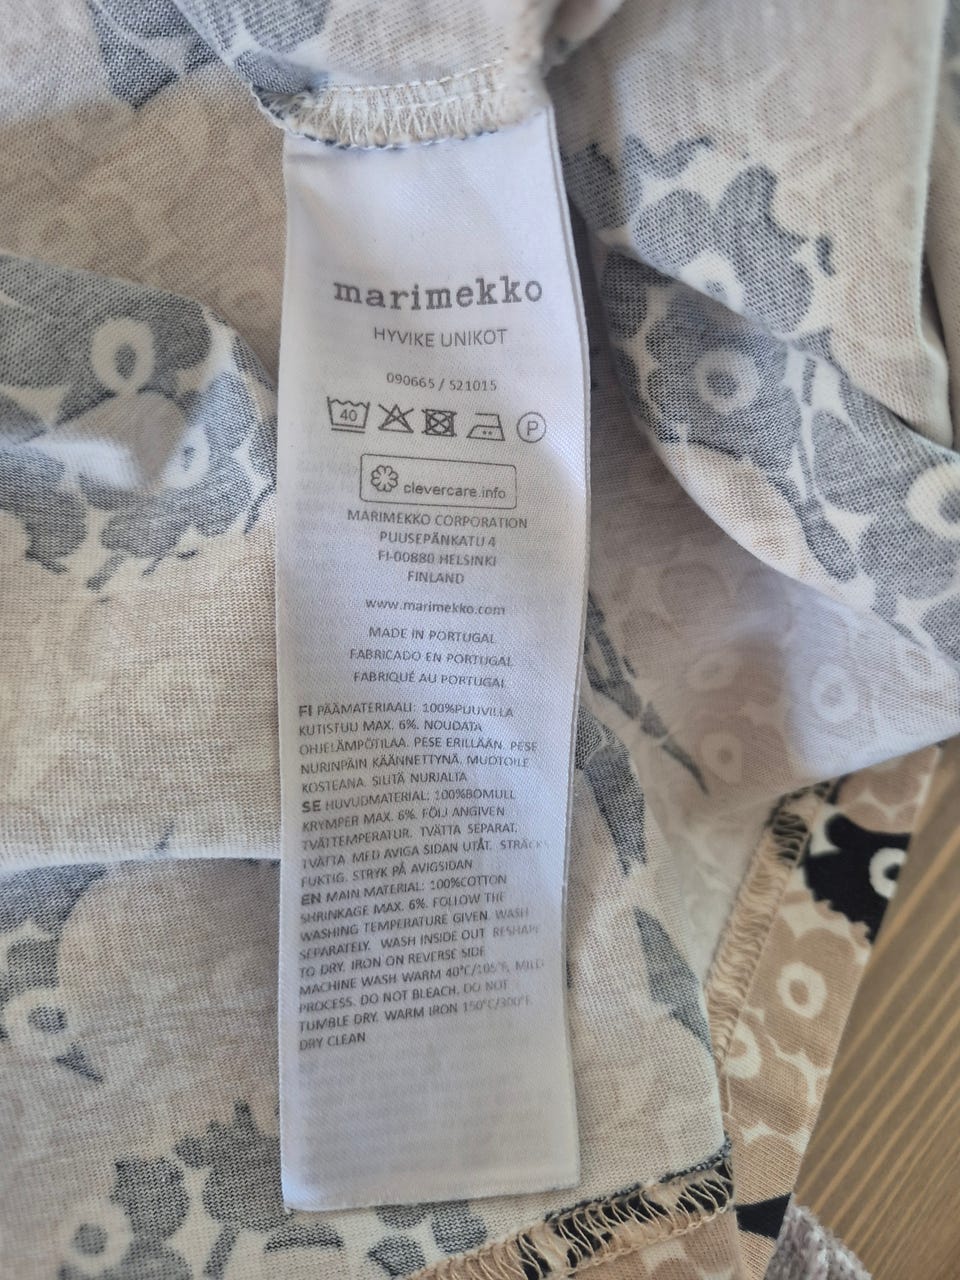 marimekko
HYVIKE UNIKOT
090665 / 521015
40
P
clevercare.info
MARIMEKKO CORPORATION
PUUSEPÄNKATU 4
FI-00880 HELSINKI
FINLAND
www.marimekko.com
MADE IN PORTUGAL
FABRICADO EN PORTUGAL
FABRIQUÉ AU PORTUGAL
FI PÄÄMATERIAALI: 100%PUUVILLA
KUTISTUU MAX. 6%. NOUDATA
OHJELÄMPÖTILAA. PESE ERILLÄÄN. PESE
NURINPÄIN KÄÄNNETTYNÄ. MUOTOILE
KOSTEANA. SILITÄ NURJALTA
SE HUVUDMATERIAL: 100%BOMULL
KRYMPER MAX. 6%. FÖLJ ANGIVEN
TVÄTTEMPERATUR. TVÄTTA SEPARAT.
TVÄTTA MED AVIGA SIDAN UTÅT. STRÄCKS
FUKTIG. STRYK PÅ AVIGSIDAN
EN MAIN MATERIAL: 100%COTTON
SHRINKAGE MAX. 6%. FOLLOW THE
WASHING TEMPERATURE GIVEN. WASH
SEPARATELY. WASH INSIDE OUT RESHAPE
TO DRY. IRON ON REVERSE SIDE
MACHINE WASH WARM 40°C/105°F, MILD
PROCESS. DO NOT BLEACH. DO NOT
TUMBLE DRY. WARM IRON 150°C/300°F.
DRY CLEAN